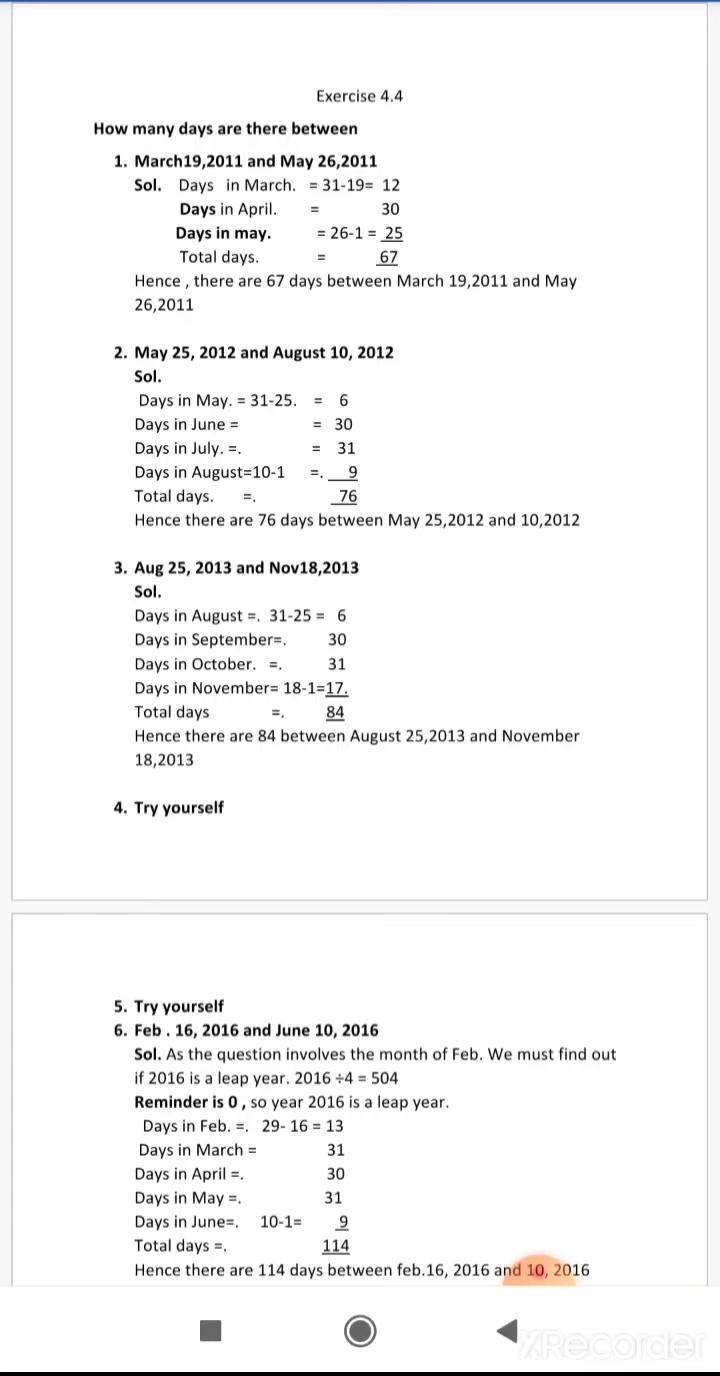 Exercise 4.4
How many days are there between
1. March19,2011 and May 26,2011
Sol. Days in March. = 31-19= 12
Days in April. = 30
Days in may. = 26-1 = 25
Total days. = 67
Hence , there are 67 days between March 19,2011 and May
26,2011
2. May 25, 2012 and August 10, 2012
Sol.
Days in May. = 31-25. = 6
Days in June = = 30
Days in July. =. = 31
Days in August=10-1 =. 9
Total days. =. 76
Hence there are 76 days between May 25,2012 and 10,2012
3. Aug 25, 2013 and Nov18,2013
Sol.
Days in August =. 31-25 = 6
Days in September=. 30
Days in October. =. 31
Days in November= 18-1=17.
Total days =. 84
Hence there are 84 between August 25,2013 and November
18,2013
4. Try yourself
5. Try yourself
6. Feb . 16, 2016 and June 10, 2016
Sol. As the question involves the month of Feb. We must find out
if 2016 is a leap year. 2016 ÷4 = 504
Reminder is 0 , so year 2016 is a leap year.
Days in Feb. =. 29- 16 = 13
Days in March = 31
Days in April =. 30
Days in May =. 31
Days in June=. 10-1= 9
Total days =. 114
Hence there are 114 days between feb.16, 2016 and 10, 2016
XRecorder